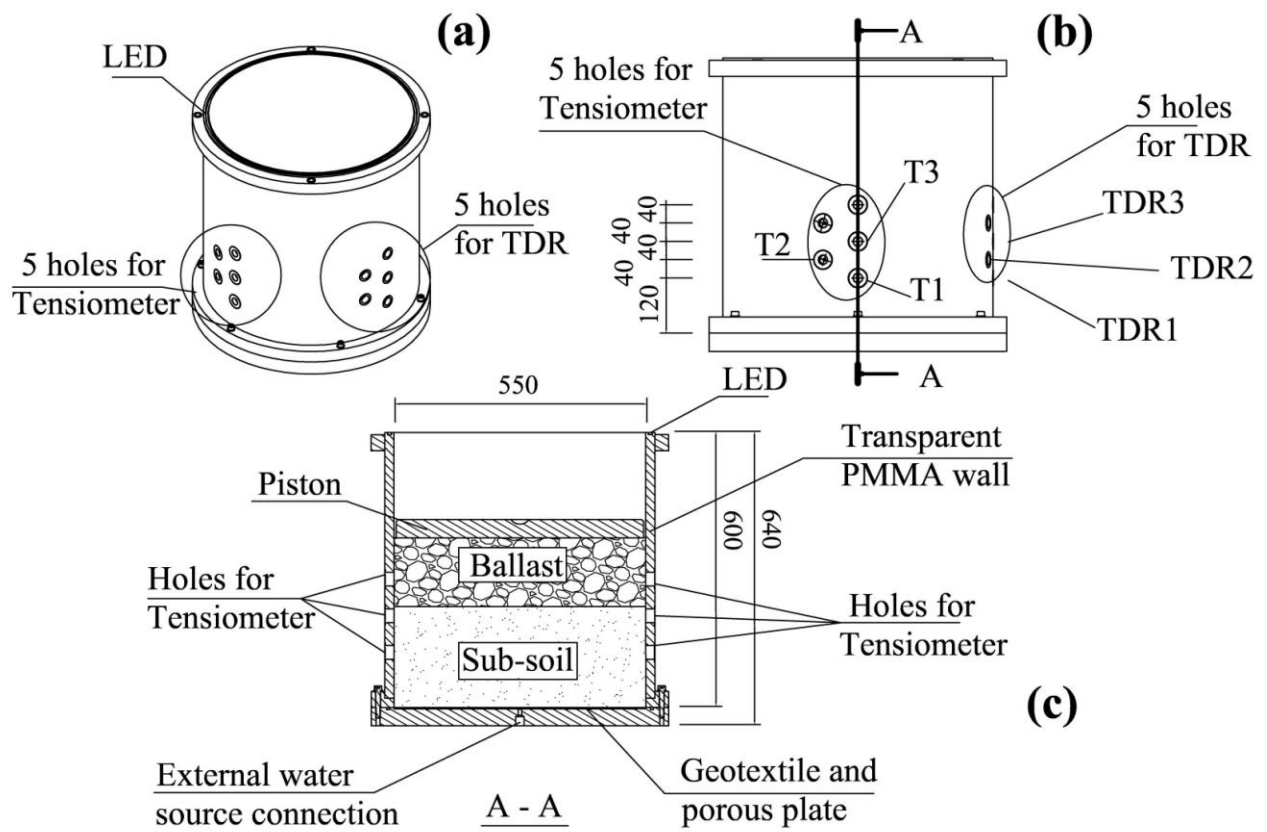 (a)
LED
5 holes
for TDR
5 holes for
Tensiometer
(b)
A
5 holes for
Tensiometer
5 holes
for TDR
T3
TDR3
40
40
T2
40
TDR2
40
T1
120
TDR1
A
550
LED
Transparent
PMMA wall
Piston
600
640
Ballast
Holes for
Tensiometer
Holes for
Tensiometer
Sub-soil
(c)
External water
source connection
Geotextile and
porous plate
A - A